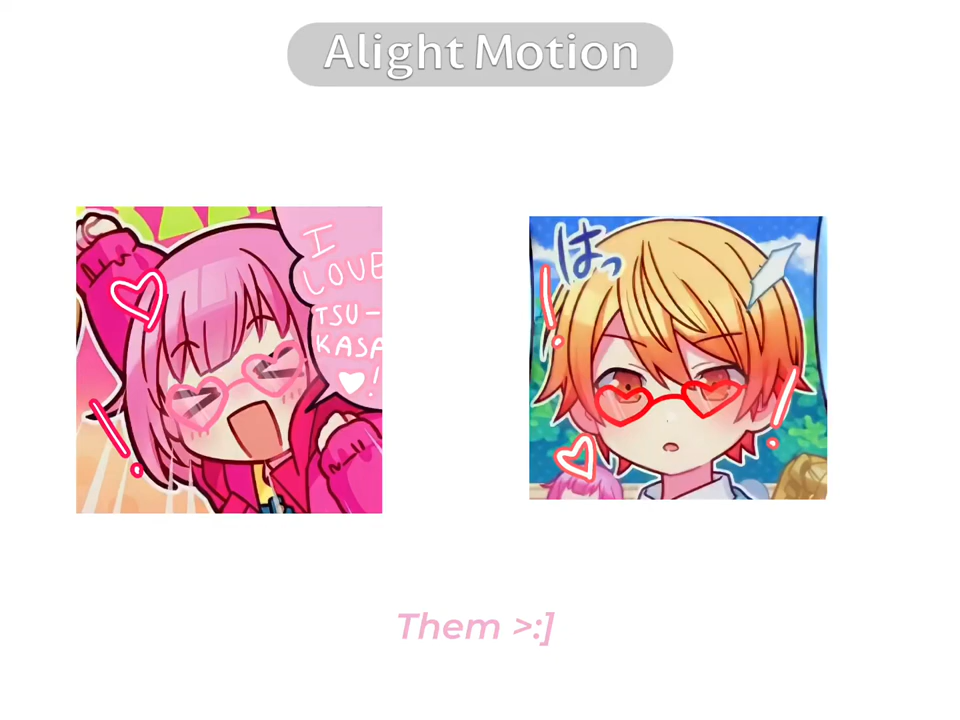 Alight Motion
I
LOVE
TSU-
KASA
!
はっ
!
!
!
Them >:]